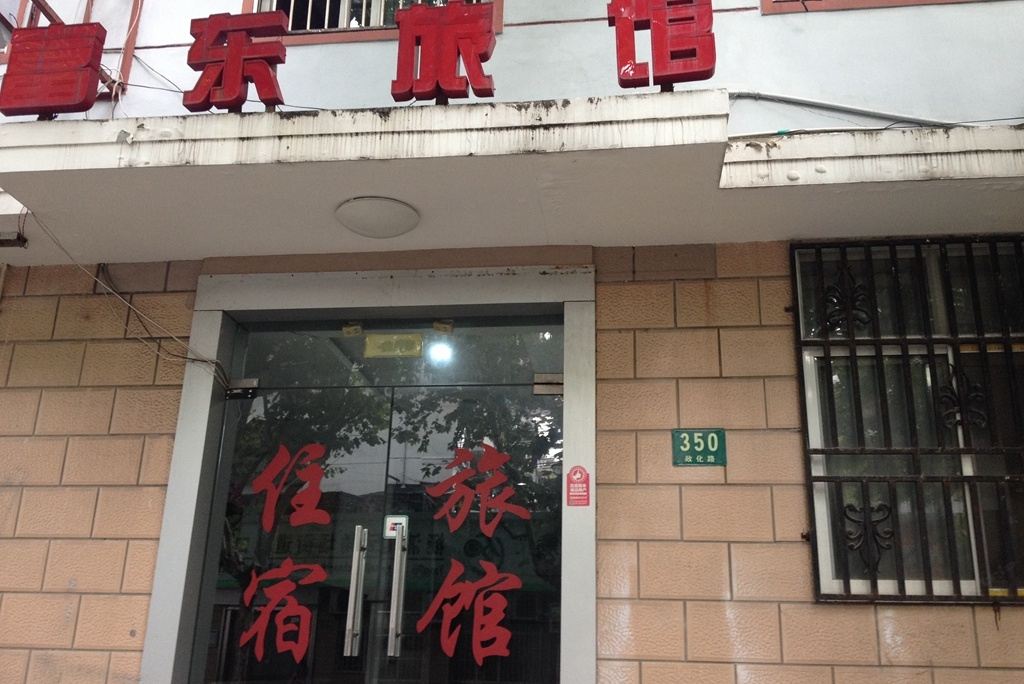 东旅馆
住 旅
宿 馆
350
政化路